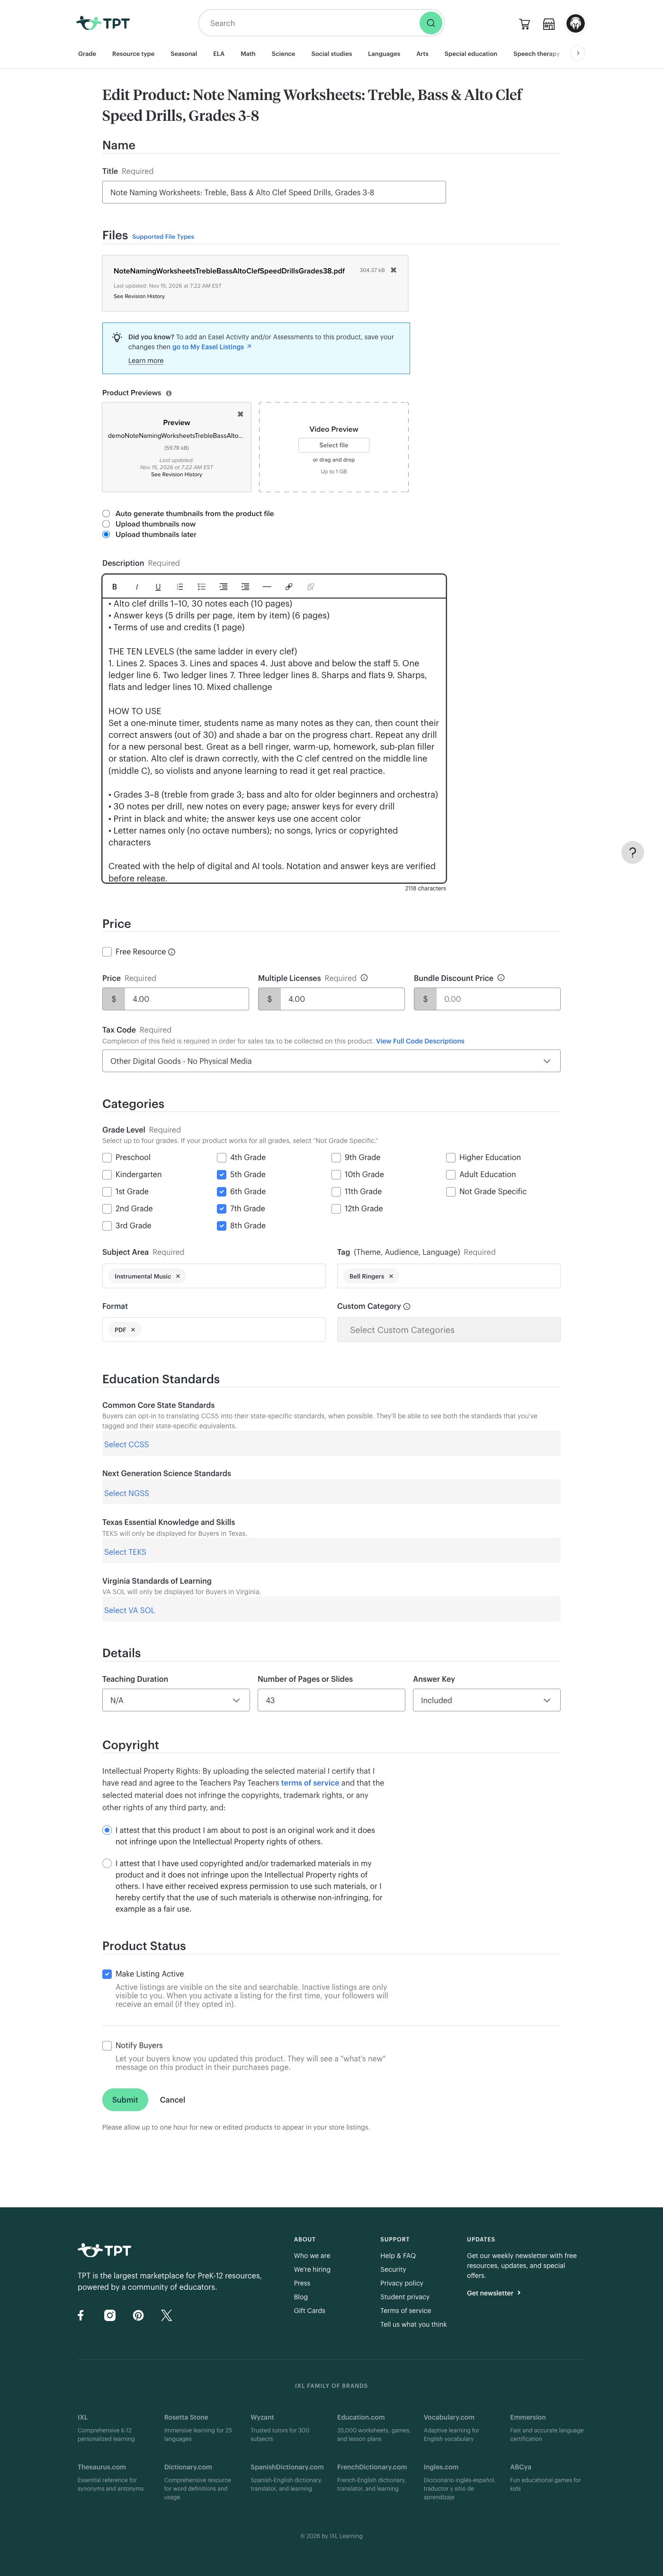 TPT
Search
Grade
Resource type
Seasonal
ELA
Math
Science
Social studies
Languages
Arts
Special education
Speech therapy
Edit Product: Note Naming Worksheets: Treble, Bass & Alto Clef
Speed Drills, Grades 3-8
Name
Title Required
Note Naming Worksheets: Treble, Bass & Alto Clef Speed Drills, Grades 3-8
Files Supported File Types
NoteNamingWorksheetsTrebleBassAltoClefSpeedDrillsGrades38.pdf 304.37 kB
Last updated: Nov 15, 2026 at 7:22 AM EST
See Revision History
Did you know? To add an Easel Activity and/or Assessments to this product, save your
changes then go to My Easel Listings
Learn more
Product Previews
Preview
demoNoteNamingWorksheetsTrebleBassAlto...
(59.78 kB)
Last updated:
Nov 15, 2026 at 7:22 AM EST
See Revision History
Video Preview
Select file
or drag and drop
Up to 1 GB
Auto generate thumbnails from the product file
Upload thumbnails now
Upload thumbnails later
Description Required
B I U
• Alto clef drills 1–10, 30 notes each (10 pages)
• Answer keys (5 drills per page, item by item) (6 pages)
• Terms of use and credits (1 page)
THE TEN LEVELS (the same ladder in every clef)
1. Lines 2. Spaces 3. Lines and spaces 4. Just above and below the staff 5. One
ledger line 6. Two ledger lines 7. Three ledger lines 8. Sharps and flats 9. Sharps,
flats and ledger lines 10. Mixed challenge
HOW TO USE
Set a one-minute timer, students name as many notes as they can, then count their
correct answers (out of 30) and shade a bar on the progress chart. Repeat any drill
for a new personal best. Great as a bell ringer, warm-up, homework, sub-plan filler
or station. Alto clef is drawn correctly, with the C clef centred on the middle line
(middle C), so violists and anyone learning to read it get real practice.
• Grades 3–8 (treble from grade 3; bass and alto for older beginners and orchestra)
• 30 notes per drill, new notes on every page; answer keys for every drill
• Print in black and white; the answer keys use one accent color
• Letter names only (no octave numbers); no songs, lyrics or copyrighted
characters
Created with the help of digital and AI tools. Notation and answer keys are verified
before release.
2118 characters
?
Price
Free Resource
Price Required
Multiple Licenses Required
Bundle Discount Price
$ 4.00
$ 4.00
$ 0.00
Tax Code Required
Completion of this field is required in order for sales tax to be collected on this product. View Full Code Descriptions
Other Digital Goods - No Physical Media
Categories
Grade Level Required
Select up to four grades. If your product works for all grades, select "Not Grade Specific."
Preschool
4th Grade
9th Grade
Higher Education
Kindergarten
5th Grade
10th Grade
Adult Education
1st Grade
6th Grade
11th Grade
Not Grade Specific
2nd Grade
7th Grade
12th Grade
3rd Grade
8th Grade
Subject Area Required
Tag (Theme, Audience, Language) Required
Instrumental Music
Bell Ringers
Format
Custom Category
PDF
Select Custom Categories
Education Standards
Common Core State Standards
Buyers can opt-in to translating CCSS into their state-specific standards, when possible. They'll be able to see both the standards that you've
tagged and their state-specific equivalents.
Select CCSS
Next Generation Science Standards
Select NGSS
Texas Essential Knowledge and Skills
TEKS will only be displayed for Buyers in Texas.
Select TEKS
Virginia Standards of Learning
VA SOL will only be displayed for Buyers in Virginia.
Select VA SOL
Details
Teaching Duration
Number of Pages or Slides
Answer Key
N/A
43
Included
Copyright
Intellectual Property Rights: By uploading the selected material I certify that I
have read and agree to the Teachers Pay Teachers terms of service and that the
selected material does not infringe the copyrights, trademark rights, or any
other rights of any third party, and:
I attest that this product I am about to post is an original work and it does
not infringe upon the Intellectual Property rights of others.
I attest that I have used copyrighted and/or trademarked materials in my
product and it does not infringe upon the Intellectual Property rights of
others. I have either received express permission to use such materials, or I
hereby certify that the use of such materials is otherwise non-infringing, for
example as a fair use.
Product Status
Make Listing Active
Active listings are visible on the site and searchable. Inactive listings are only
visible to you. When you activate a listing for the first time, your followers will
receive an email (if they opted in).
Notify Buyers
Let your buyers know you updated this product. They will see a "what's new"
message on this product in their purchases page.
Submit
Cancel
Please allow up to one hour for new or edited products to appear in your store listings.
TPT
TPT is the largest marketplace for PreK-12 resources,
powered by a community of educators.
ABOUT
Who we are
We're hiring
Press
Blog
Gift Cards
SUPPORT
Help & FAQ
Security
Privacy policy
Student privacy
Terms of service
Tell us what you think
UPDATES
Get our weekly newsletter with free
resources, updates, and special
offers.
Get newsletter
IXL FAMILY OF BRANDS
IXL
Comprehensive K-12
personalized learning
Rosetta Stone
Immersive learning for 25
languages
Wyzant
Trusted tutors for 300
subjects
Education.com
35,000 worksheets, games,
and lesson plans
Vocabulary.com
Adaptive learning for
English vocabulary
Emmersion
Fast and accurate language
certification
Thesaurus.com
Essential reference for
synonyms and antonyms
Dictionary.com
Comprehensive resource
for word definitions and
usage
SpanishDictionary.com
Spanish-English dictionary,
translator, and learning
FrenchDictionary.com
French-English dictionary,
translator, and learning
Ingles.com
Diccionario inglés-español,
traductor y sitio de
aprendizaje
ABCya
Fun educational games for
kids
© 2026 by IXL Learning